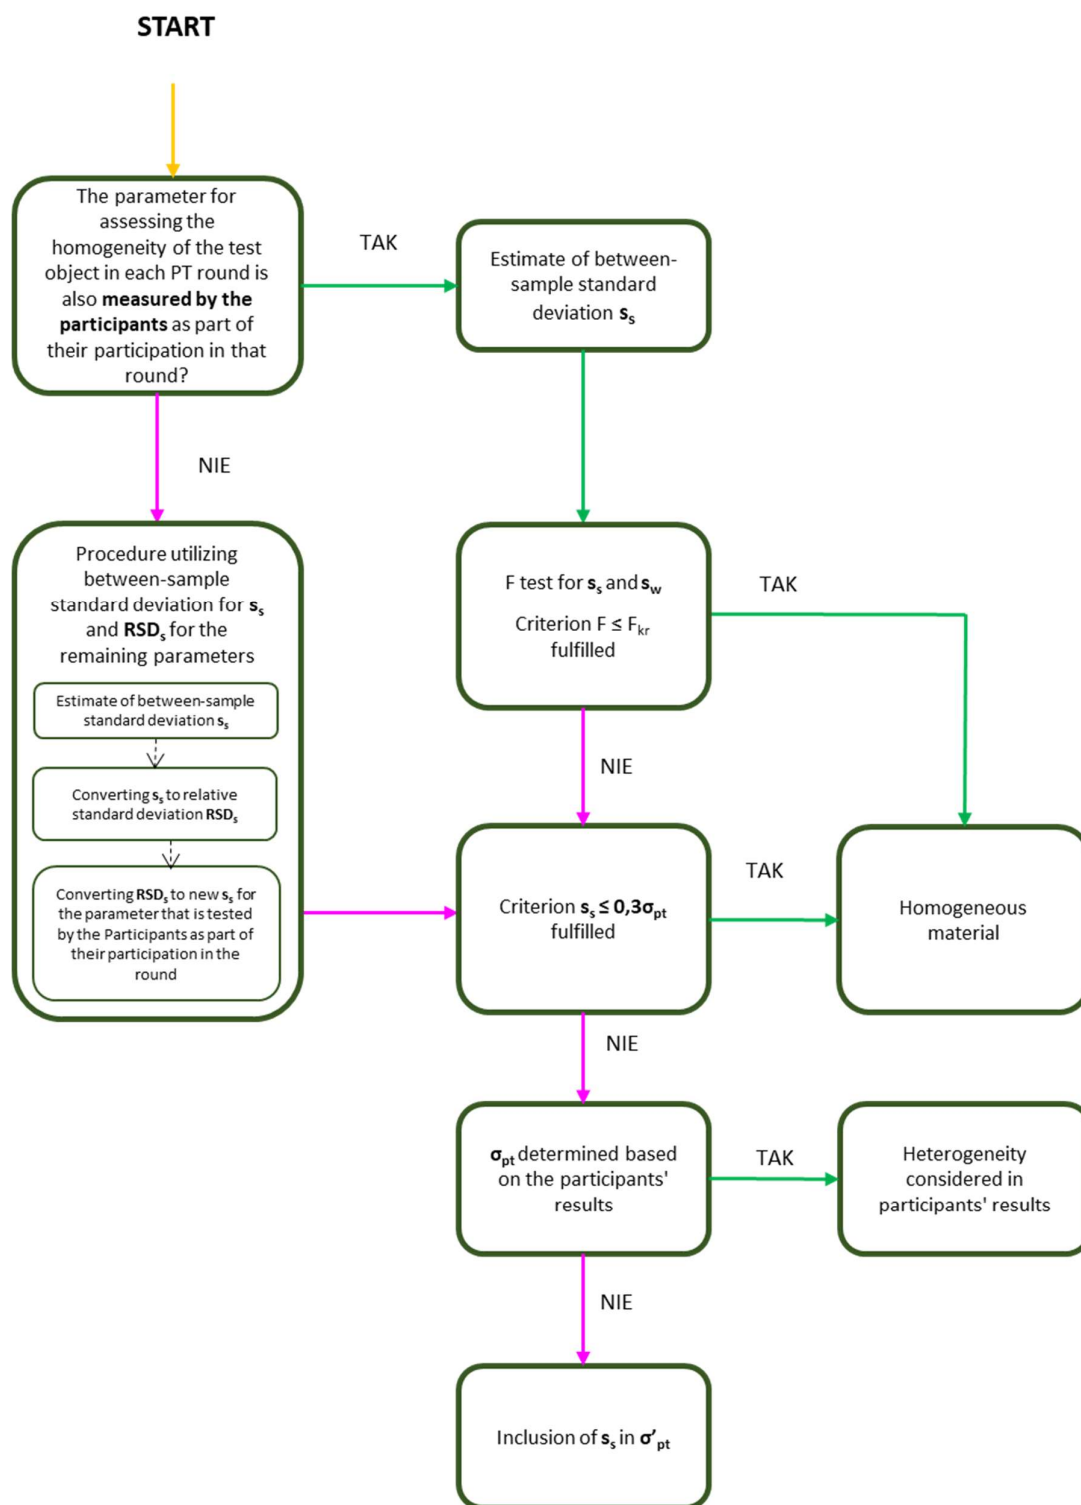 START
The parameter for
assessing the
homogeneity of the test
object in each PT round is
also measured by the
participants as part of
their participation in that
round?
TAK
Estimate of between-
sample standard
deviation sₛ
NIE
Procedure utilizing
between-sample
standard deviation for sₛ
and RSDₛ for the
remaining parameters
Estimate of between-sample
standard deviation sₛ
Converting sₛ to relative
standard deviation RSDₛ
Converting RSDₛ to new sₛ for
the parameter that is tested
by the Participants as part of
their participation in the
round
F test for sₛ and s_w
Criterion F ≤ F_kr
fulfilled
TAK
NIE
Criterion sₛ ≤ 0,3σ_pt
fulfilled
TAK
Homogeneous
material
NIE
σ_pt determined based
on the participants'
results
TAK
Heterogeneity
considered in
participants' results
NIE
Inclusion of sₛ in σ'_pt